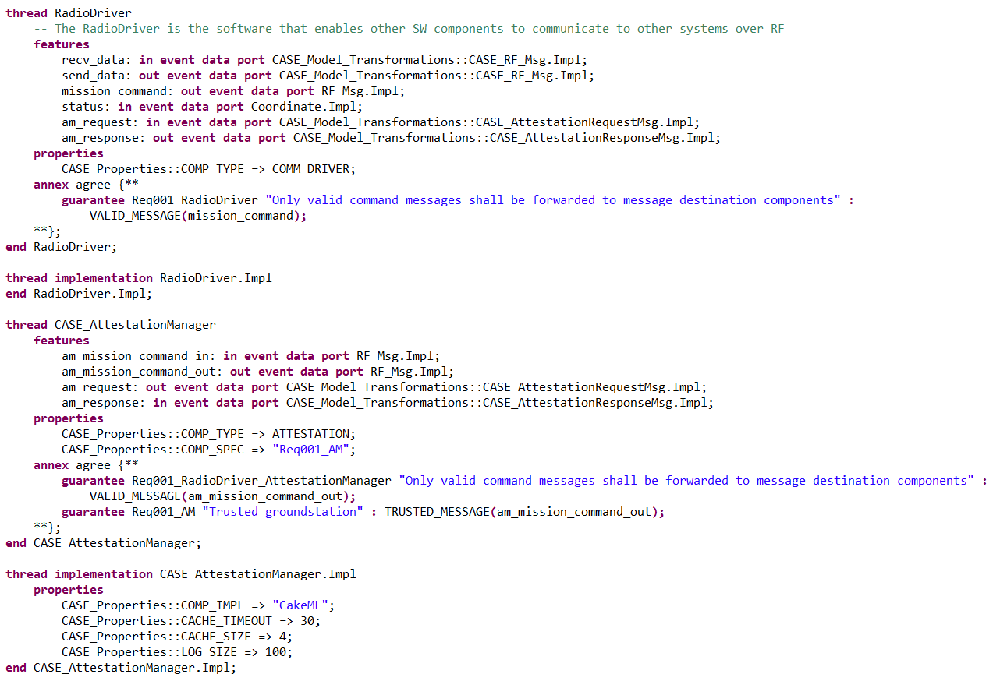 thread RadioDriver
-- The RadioDriver is the software that enables other SW components to communicate to other systems over RF
features
recv_data: in event data port CASE_Model_Transformations::CASE_RF_Msg.Impl;
send_data: out event data port CASE_Model_Transformations::CASE_RF_Msg.Impl;
mission_command: out event data port RF_Msg.Impl;
status: in event data port Coordinate.Impl;
am_request: in event data port CASE_Model_Transformations::CASE_AttestationRequestMsg.Impl;
am_response: out event data port CASE_Model_Transformations::CASE_AttestationResponseMsg.Impl;
properties
CASE_Properties::COMP_TYPE => COMM_DRIVER;
annex agree {**
guarantee Req001_RadioDriver "Only valid command messages shall be forwarded to message destination components" :
VALID_MESSAGE(mission_command);
**};
end RadioDriver;
thread implementation RadioDriver.Impl
end RadioDriver.Impl;
thread CASE_AttestationManager
features
am_mission_command_in: in event data port RF_Msg.Impl;
am_mission_command_out: out event data port RF_Msg.Impl;
am_request: out event data port CASE_Model_Transformations::CASE_AttestationRequestMsg.Impl;
am_response: in event data port CASE_Model_Transformations::CASE_AttestationResponseMsg.Impl;
properties
CASE_Properties::COMP_TYPE => ATTESTATION;
CASE_Properties::COMP_SPEC => "Req001_AM";
annex agree {**
guarantee Req001_RadioDriver_AttestationManager "Only valid command messages shall be forwarded to message destination components" :
VALID_MESSAGE(am_mission_command_out);
guarantee Req001_AM "Trusted groundstation" : TRUSTED_MESSAGE(am_mission_command_out);
**};
end CASE_AttestationManager;
thread implementation CASE_AttestationManager.Impl
properties
CASE_Properties::COMP_IMPL => "CakeML";
CASE_Properties::CACHE_TIMEOUT => 30;
CASE_Properties::CACHE_SIZE => 4;
CASE_Properties::LOG_SIZE => 100;
end CASE_AttestationManager.Impl;